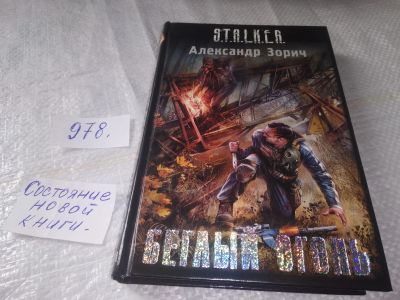 S.T.A.L.K.E.R.
Александр Зорич
БЕГЛЫЙ ОГОНЬ
978.
Состояние
новой
книги.